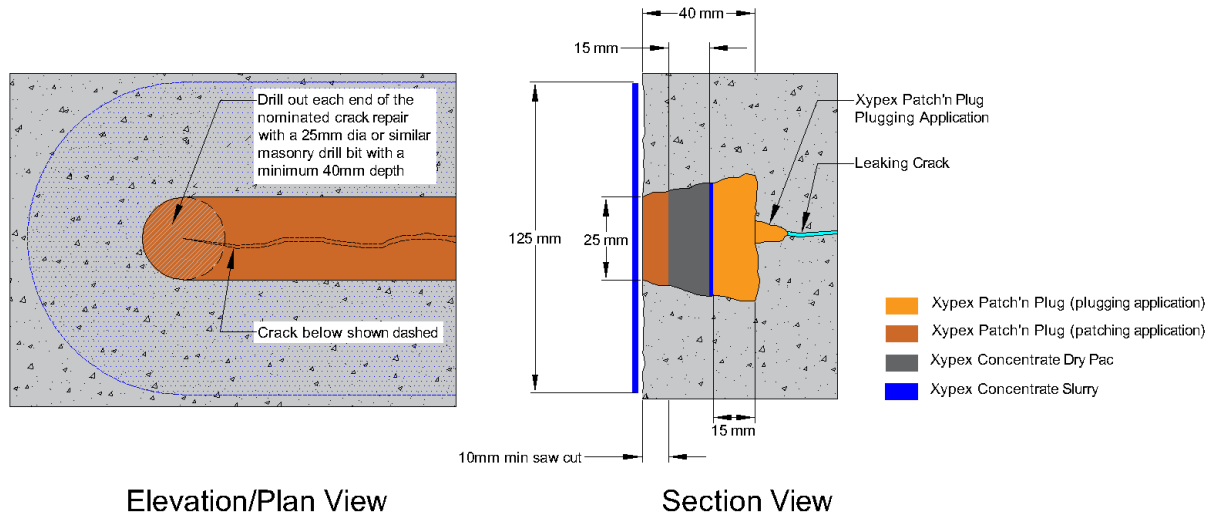 40 mm
15 mm
Drill out each end of the
nominated crack repair
with a 25mm dia or similar
masonry drill bit with a
minimum 40mm depth
Crack below shown dashed
125 mm
25 mm
Xypex Patch'n Plug
Plugging Application
Leaking Crack
15 mm
10mm min saw cut
Xypex Patch'n Plug (plugging application)
Xypex Patch'n Plug (patching application)
Xypex Concentrate Dry Pac
Xypex Concentrate Slurry
Elevation/Plan View
Section View